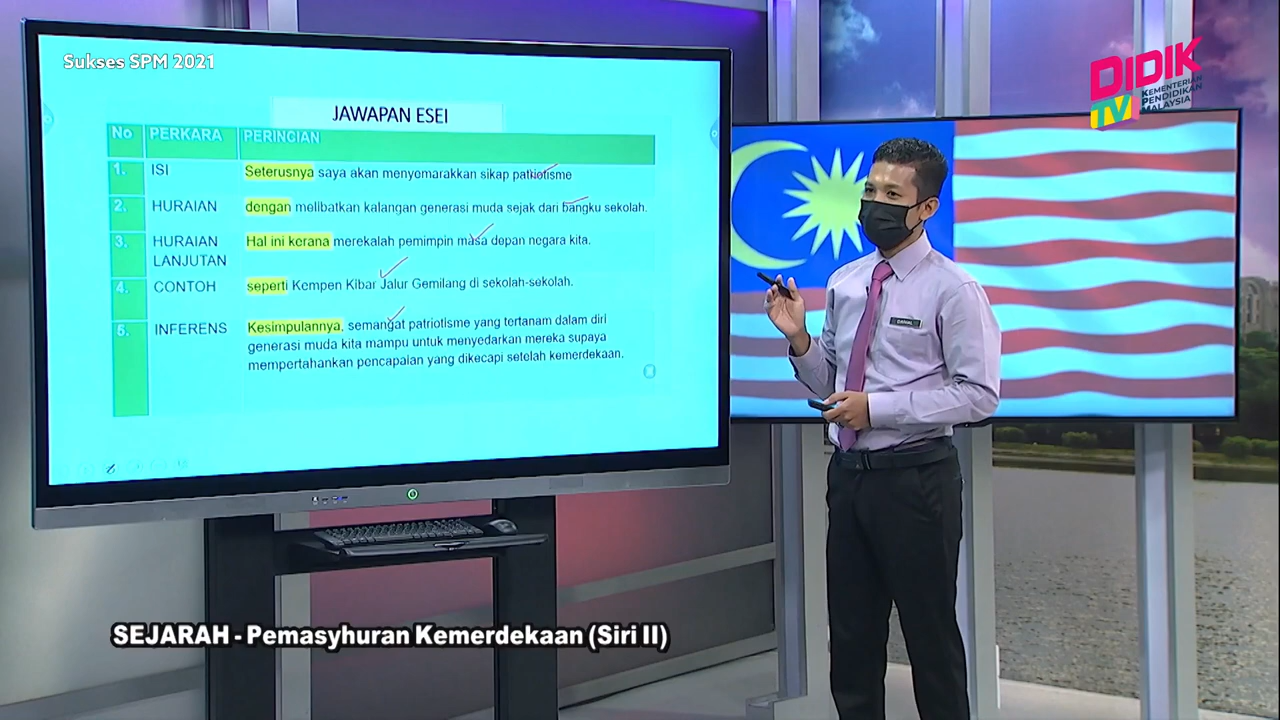 Sukses SPM 2021
DIDIK
TV
KEMENTERIAN
PENDIDIKAN
MALAYSIA
JAWAPAN ESEI
No PERKARA PERINGIAN
1. ISI Seterusnya saya akan menyemarakkan sikap patriotisme
2. HURAIAN dengan melibatkan kalangan generasi muda sejak dari bangku sekolah.
3. HURAIAN Hal ini kerana merekalah pemimpin masa depan negara kita.
LANJUTAN
4. CONTOH seperti Kempen Kibar Jalur Gemilang di sekolah-sekolah.
5. INFERENS Kesimpulannya, semangat patriotisme yang tertanam dalam diri
generasi muda kita mampu untuk menyedarkan mereka supaya
mempertahankan pencapaian yang dikecapi setelah kemerdekaan.
DANIAL
SEJARAH - Pemasyhuran Kemerdekaan (Siri II)